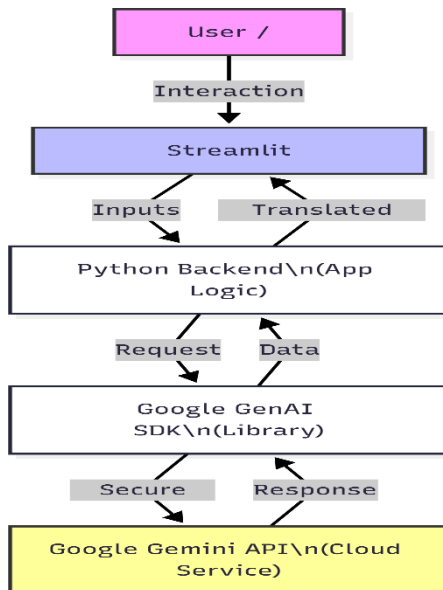 User /
Interaction
Streamlit
Inputs
Translated
Python Backend\n(App
Logic)
Request
Data
Google GenAI
SDK\n(Library)
Secure
Response
Google Gemini API\n(Cloud
Service)